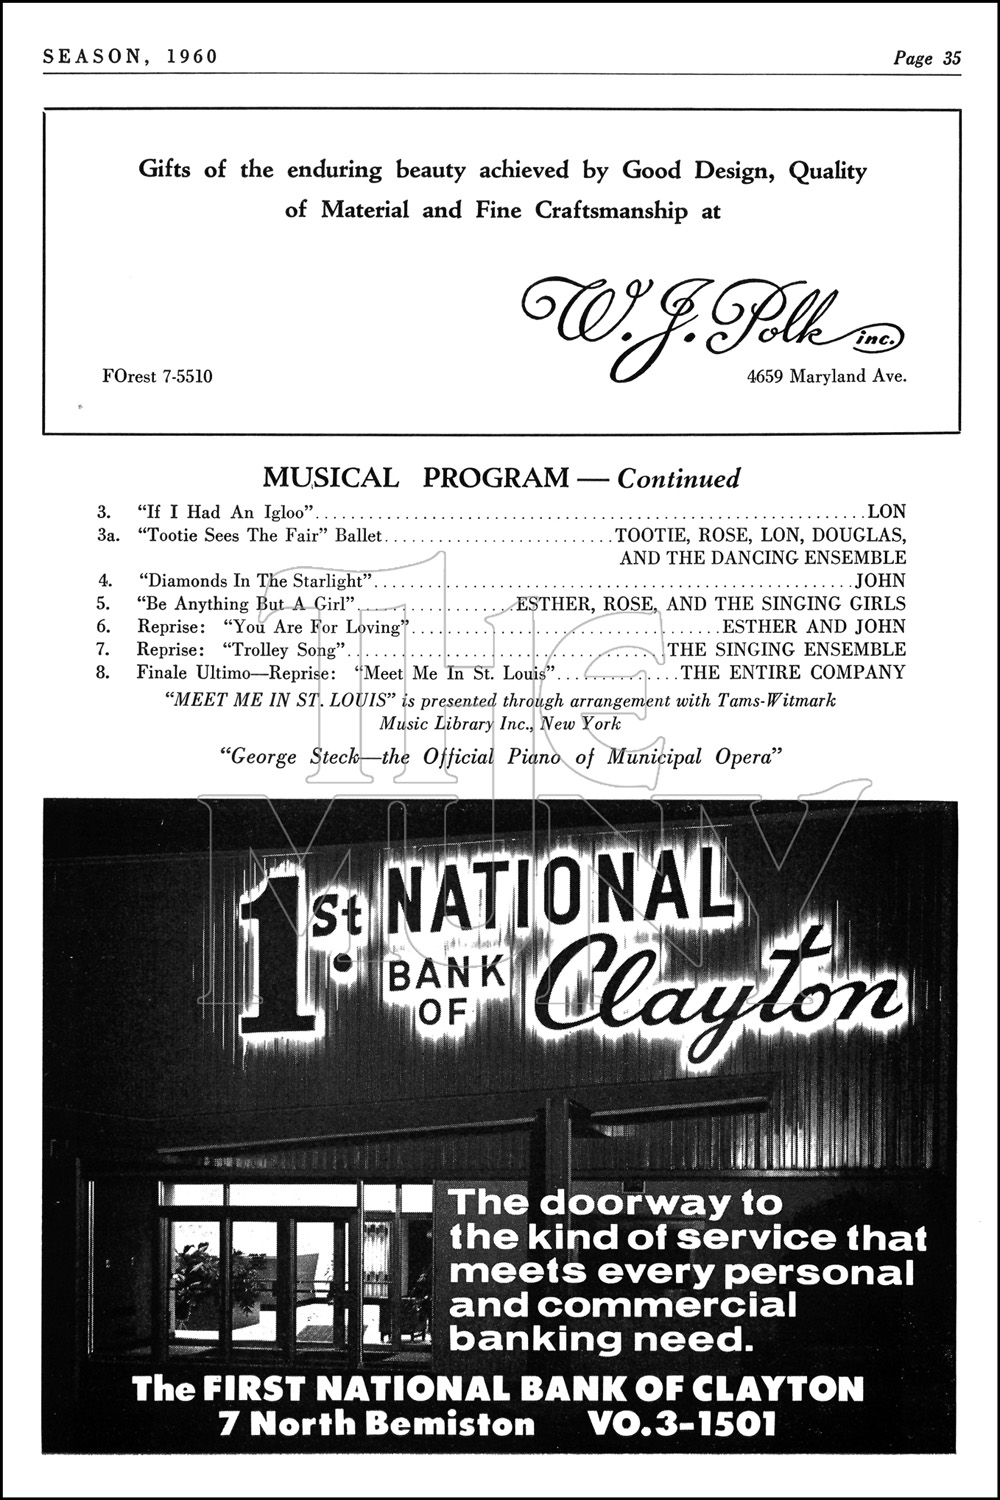 SEASON, 1960 Page 35
Gifts of the enduring beauty achieved by Good Design, Quality
of Material and Fine Craftsmanship at
W. J. Polk inc.
FOrest 7-5510 4659 Maryland Ave.
MUSICAL PROGRAM — Continued
3. “If I Had An Igloo” LON
3a. “Tootie Sees The Fair” Ballet TOOTIE, ROSE, LON, DOUGLAS,
AND THE DANCING ENSEMBLE
4. “Diamonds In The Starlight” JOHN
5. “Be Anything But A Girl” ESTHER, ROSE, AND THE SINGING GIRLS
6. Reprise: “You Are For Loving” ESTHER AND JOHN
7. Reprise: “Trolley Song” THE SINGING ENSEMBLE
8. Finale Ultimo—Reprise: “Meet Me In St. Louis” THE ENTIRE COMPANY
“MEET ME IN ST. LOUIS” is presented through arrangement with Tams-Witmark
Music Library Inc., New York
“George Steck—the Official Piano of Municipal Opera”
THE
MUNY
1st. NATIONAL
BANK
OF Clayton
The doorway to
the kind of service that
meets every personal
and commercial
banking need.
The FIRST NATIONAL BANK OF CLAYTON
7 North Bemiston VO.3-1501